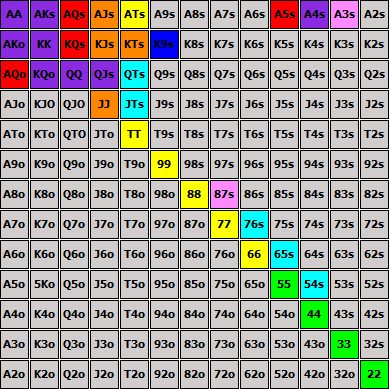 AA AKs AQs AJs ATs A9s A8s A7s A6s A5s A4s A3s A2s
AKo KK KQs KJs KTs K9s K8s K7s K6s K5s K4s K3s K2s
AQo KQo QQ QJs QTs Q9s Q8s Q7s Q6s Q5s Q4s Q3s Q2s
AJo KJO QJO JJ JTs J9s J8s J7s J6s J5s J4s J3s J2s
ATo KTo QTO JTo TT T9s T8s T7s T6s T5s T4s T3s T2s
A9o K9o Q9o J9o T9o 99 98s 97s 96s 95s 94s 93s 92s
A8o K8o Q8o J8o T8o 98o 88 87s 86s 85s 84s 83s 82s
A7o K7o Q7o J7o T7o 97o 87o 77 76s 75s 74s 73s 72s
A6o K6o Q6o J6o T6o 96o 86o 76o 66 65s 64s 63s 62s
A5o 5Ko Q5o J5o T5o 95o 85o 75o 65o 55 54s 53s 52s
A4o K4o Q4o J4o T4o 94o 84o 74o 64o 54o 44 43s 42s
A3o K3o Q3o J3o T3o 93o 83o 73o 63o 53o 43o 33 32s
A2o K2o Q2o J2o T2o 92o 82o 72o 62o 52o 42o 32o 22